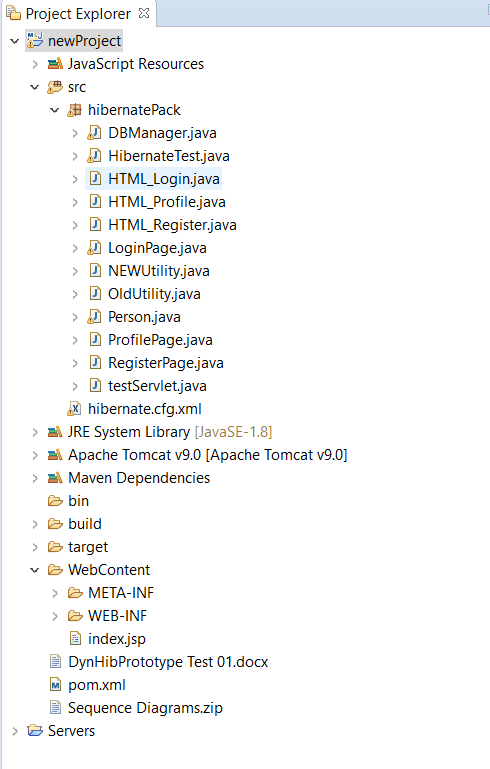 Project Explorer
newProject
JavaScript Resources
src
hibernatePack
DBManager.java
HibernateTest.java
HTML_Login.java
HTML_Profile.java
HTML_Register.java
LoginPage.java
NEWUtility.java
OldUtility.java
Person.java
ProfilePage.java
RegisterPage.java
testServlet.java
hibernate.cfg.xml
JRE System Library [JavaSE-1.8]
Apache Tomcat v9.0 [Apache Tomcat v9.0]
Maven Dependencies
bin
build
target
WebContent
META-INF
WEB-INF
index.jsp
DynHibPrototype Test 01.docx
pom.xml
Sequence Diagrams.zip
Servers